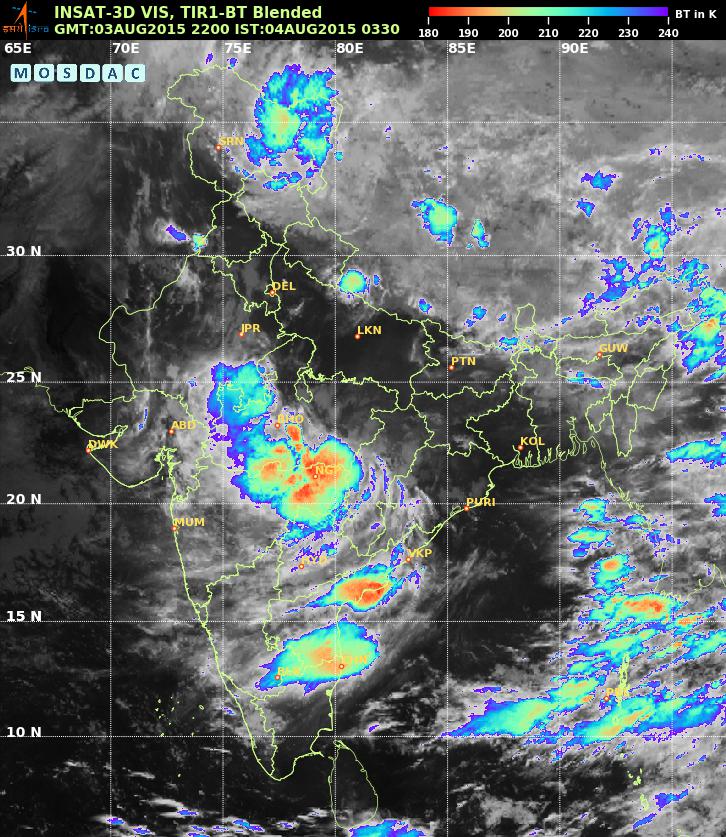 INSAT-3D VIS, TIR1-BT Blended
GMT:03AUG2015 2200 IST:04AUG2015 0330
BT in K
180 190 200 210 220 230 240
65E 70E 75E 80E 85E 90E
MOSDAC
SRN
30 N
DEL
JPR
LKN
GUW
PTN
25 N
ABD
BHO
DWK
KOL
NGP
20 N
PURI
MUM
VKP
15 N
10 N